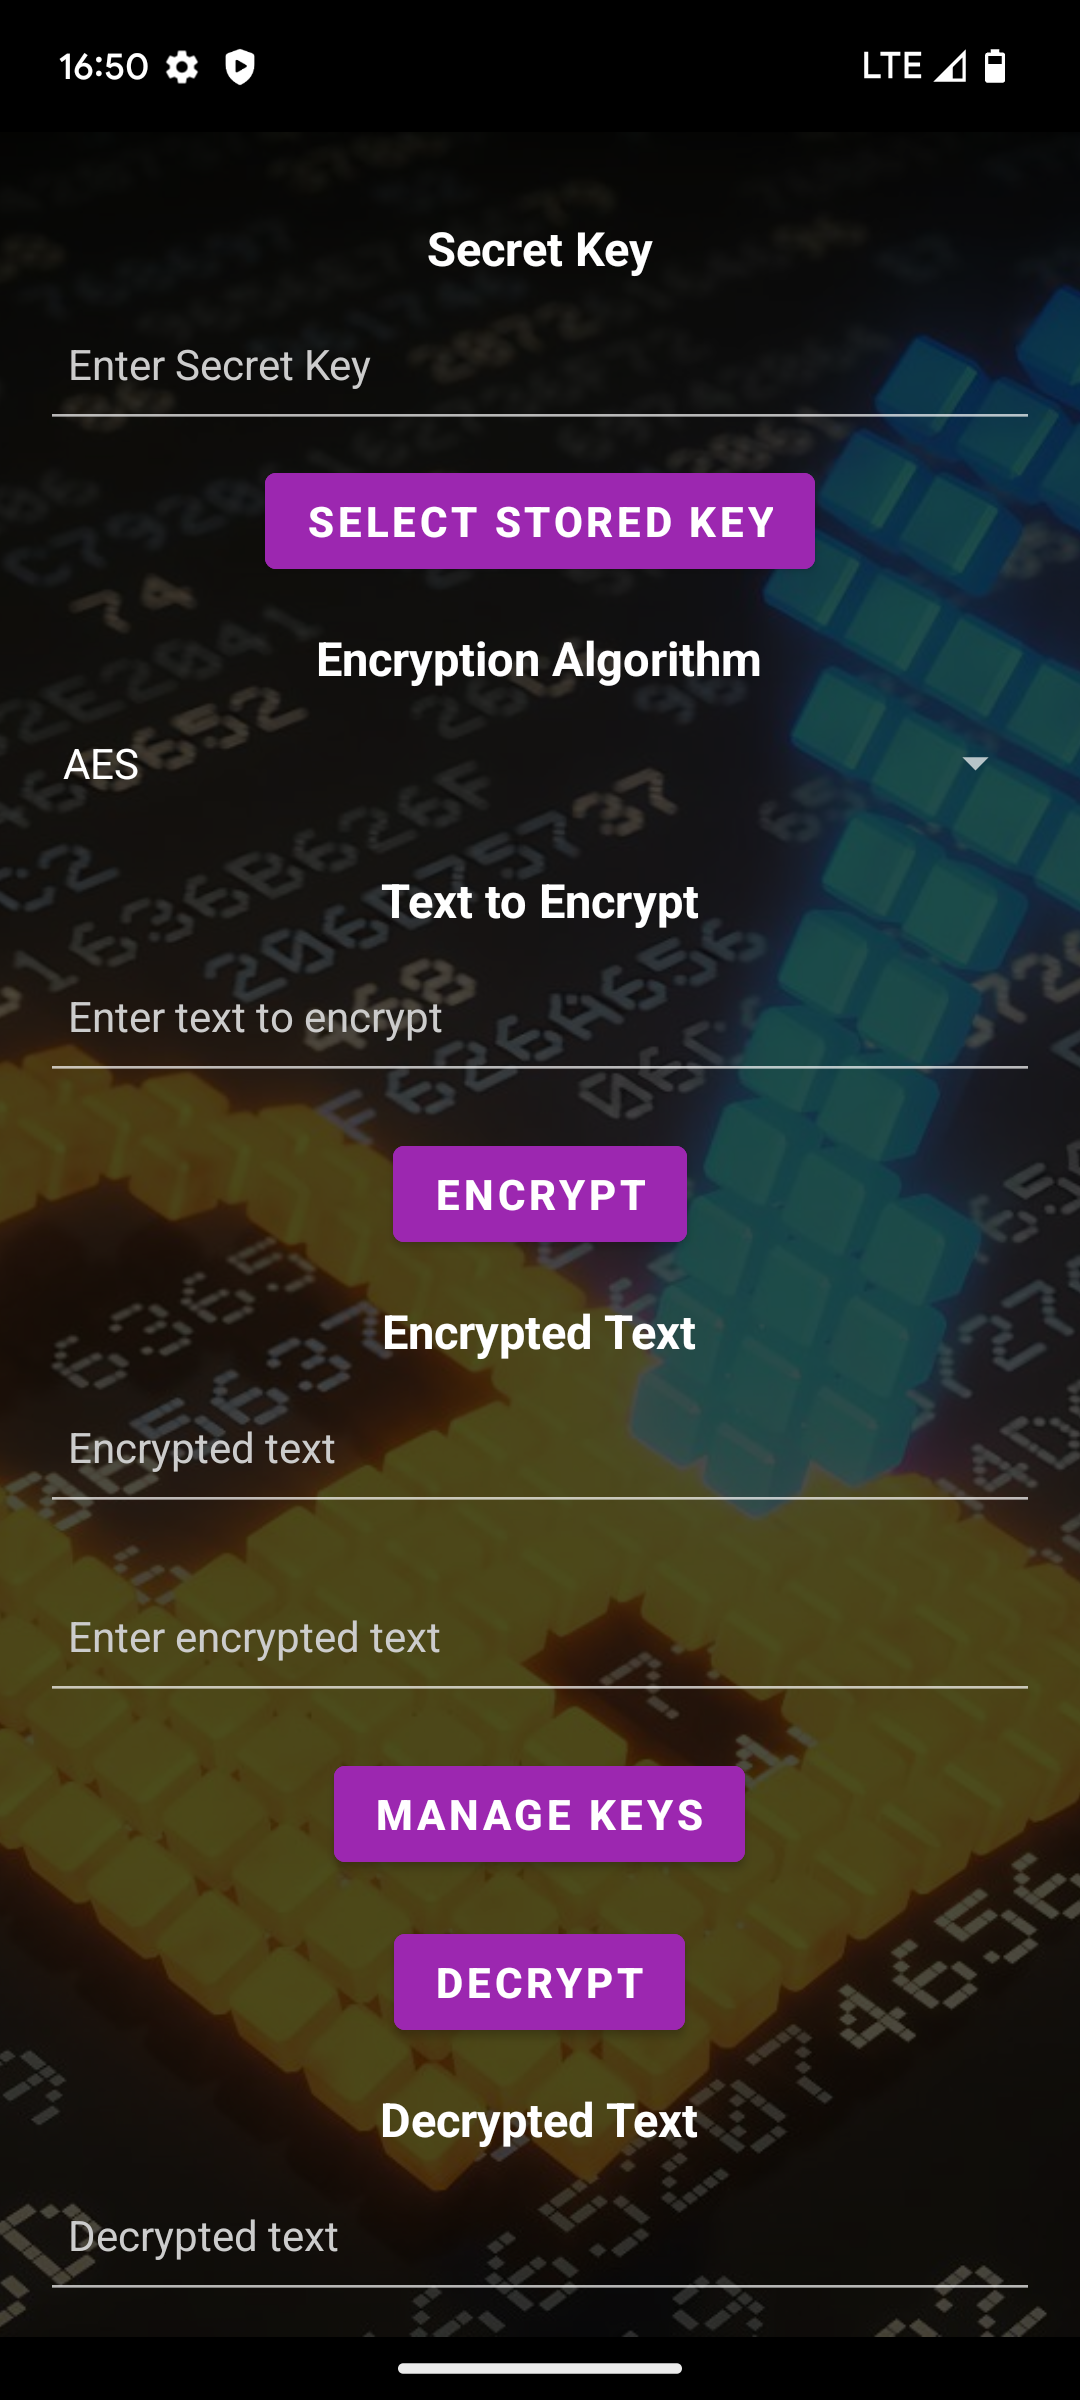 16:50
LTE
Secret Key
Enter Secret Key
SELECT STORED KEY
Encryption Algorithm
AES
Text to Encrypt
Enter text to encrypt
ENCRYPT
Encrypted Text
Encrypted text
Enter encrypted text
MANAGE KEYS
DECRYPT
Decrypted Text
Decrypted text